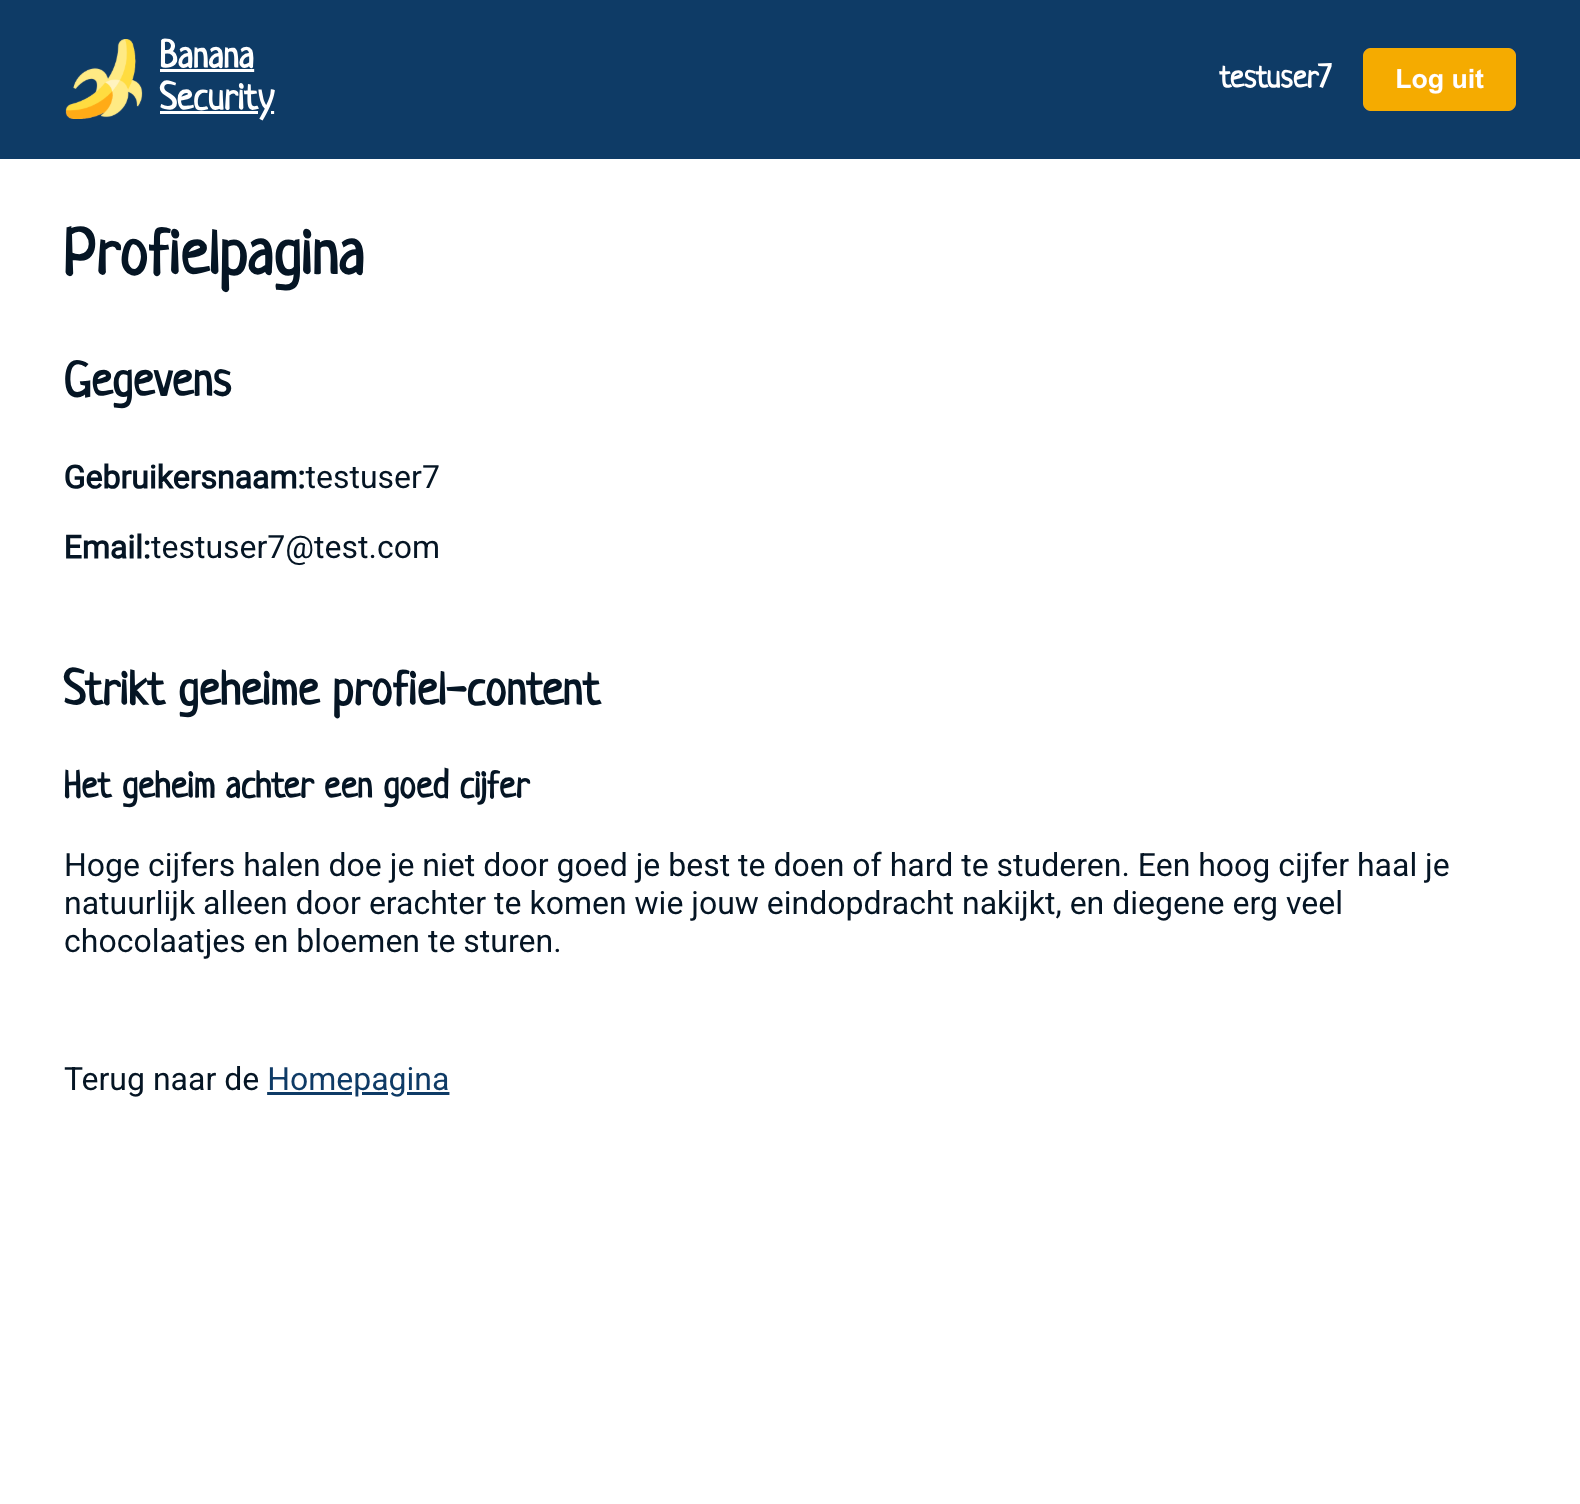 Banana
Security
testuser7
Log uit
Profielpagina
Gegevens
Gebruikersnaam:testuser7
Email:testuser7@test.com
Strikt geheime profiel-content
Het geheim achter een goed cijfer
Hoge cijfers halen doe je niet door goed je best te doen of hard te studeren. Een hoog cijfer haal je
natuurlijk alleen door erachter te komen wie jouw eindopdracht nakijkt, en diegene erg veel
chocolaatjes en bloemen te sturen.
Terug naar de Homepagina